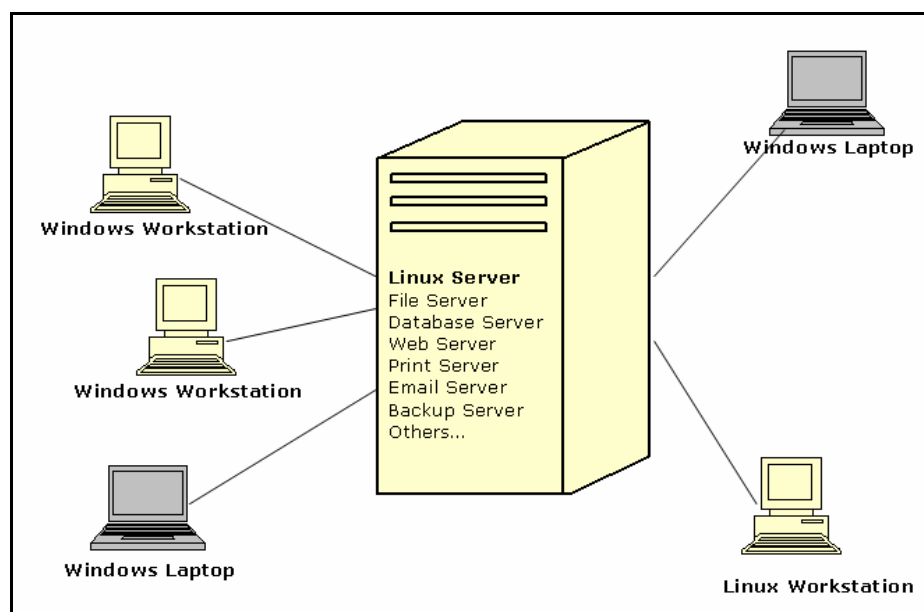 Windows Laptop
Windows Workstation
Linux Server
File Server
Database Server
Web Server
Print Server
Email Server
Backup Server
Others...
Windows Workstation
Windows Laptop
Linux Workstation